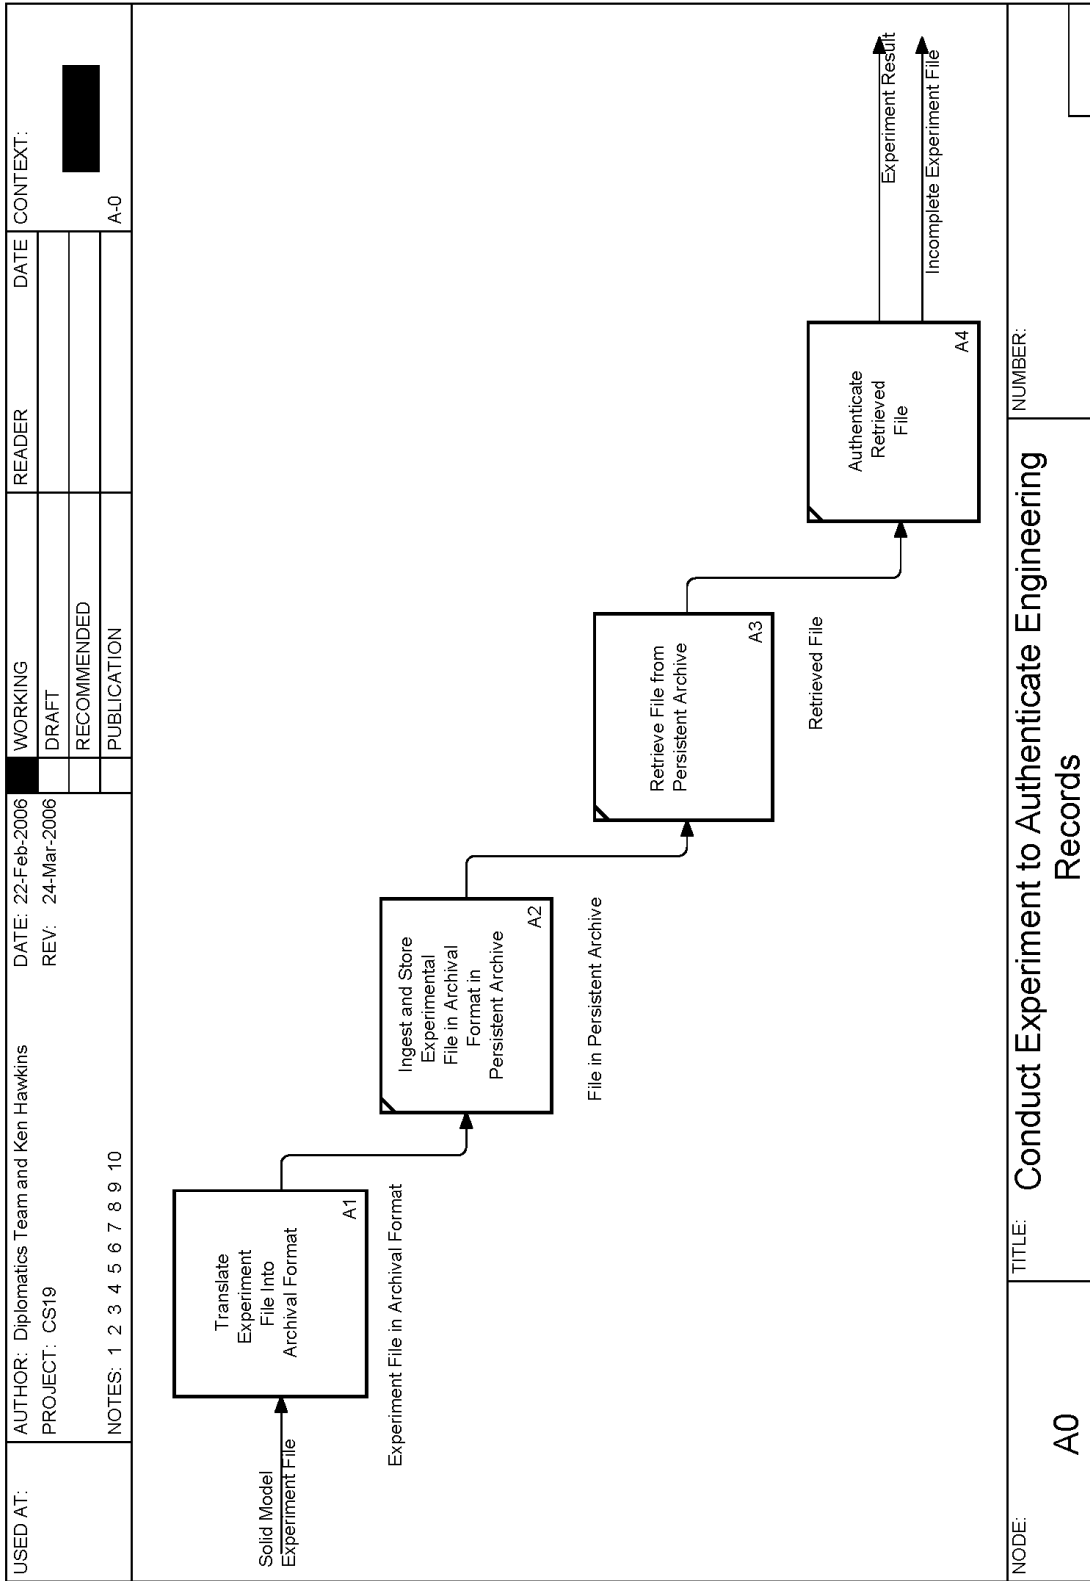 USED AT:
AUTHOR: Diplomatics Team and Ken Hawkins
PROJECT: CS19
NOTES: 1 2 3 4 5 6 7 8 9 10
DATE: 22-Feb-2006
REV: 24-Mar-2006
WORKING
DRAFT
RECOMMENDED
PUBLICATION
READER
DATE
CONTEXT:
A-0
Solid Model
Experiment File
Translate
Experiment
File Into
Archival Format
A1
Experiment File in Archival Format
Ingest and Store
Experimental
File in Archival
Format in
Persistent Archive
A2
File in Persistent Archive
Retrieve File from
Persistent Archive
A3
Retrieved File
Authenticate
Retrieved
File
A4
Experiment Result
Incomplete Experiment File
NODE:
A0
TITLE:
Conduct Experiment to Authenticate Engineering
Records
NUMBER: